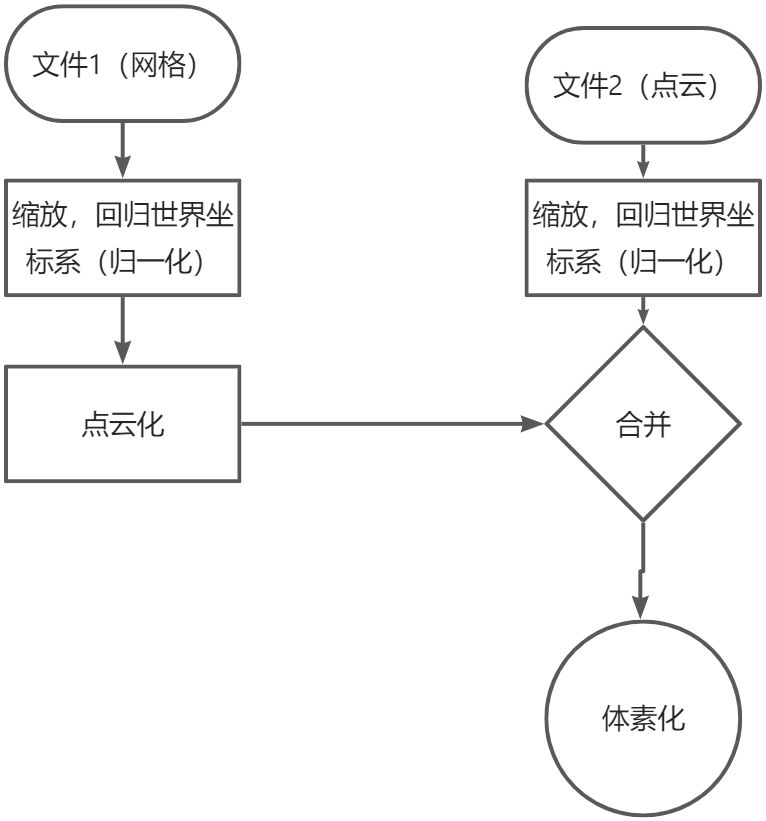 文件1（网格）
文件2（点云）
缩放，回归世界坐
标系（归一化）
缩放，回归世界坐
标系（归一化）
点云化
合并
体素化